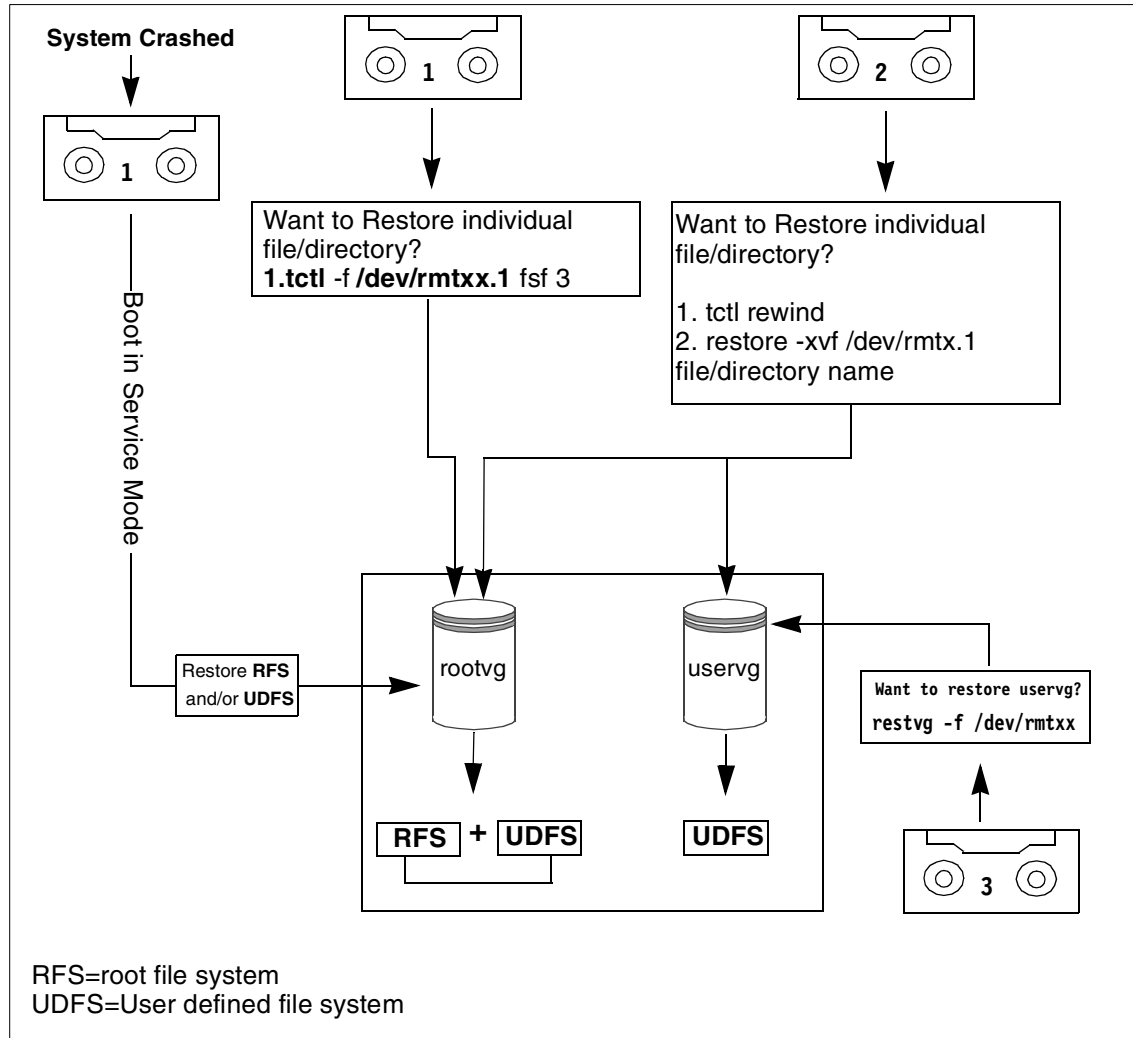 System Crashed
1
1
2
Want to Restore individual
file/directory?
1.tctl -f /dev/rmtxx.1 fsf 3
Want to Restore individual
file/directory?
1. tctl rewind
2. restore -xvf /dev/rmtx.1
file/directory name
Boot in Service Mode
Restore RFS
and/or UDFS
rootvg
uservg
Want to restore uservg?
restvg -f /dev/rmtxx
RFS + UDFS
UDFS
3
RFS=root file system
UDFS=User defined file system